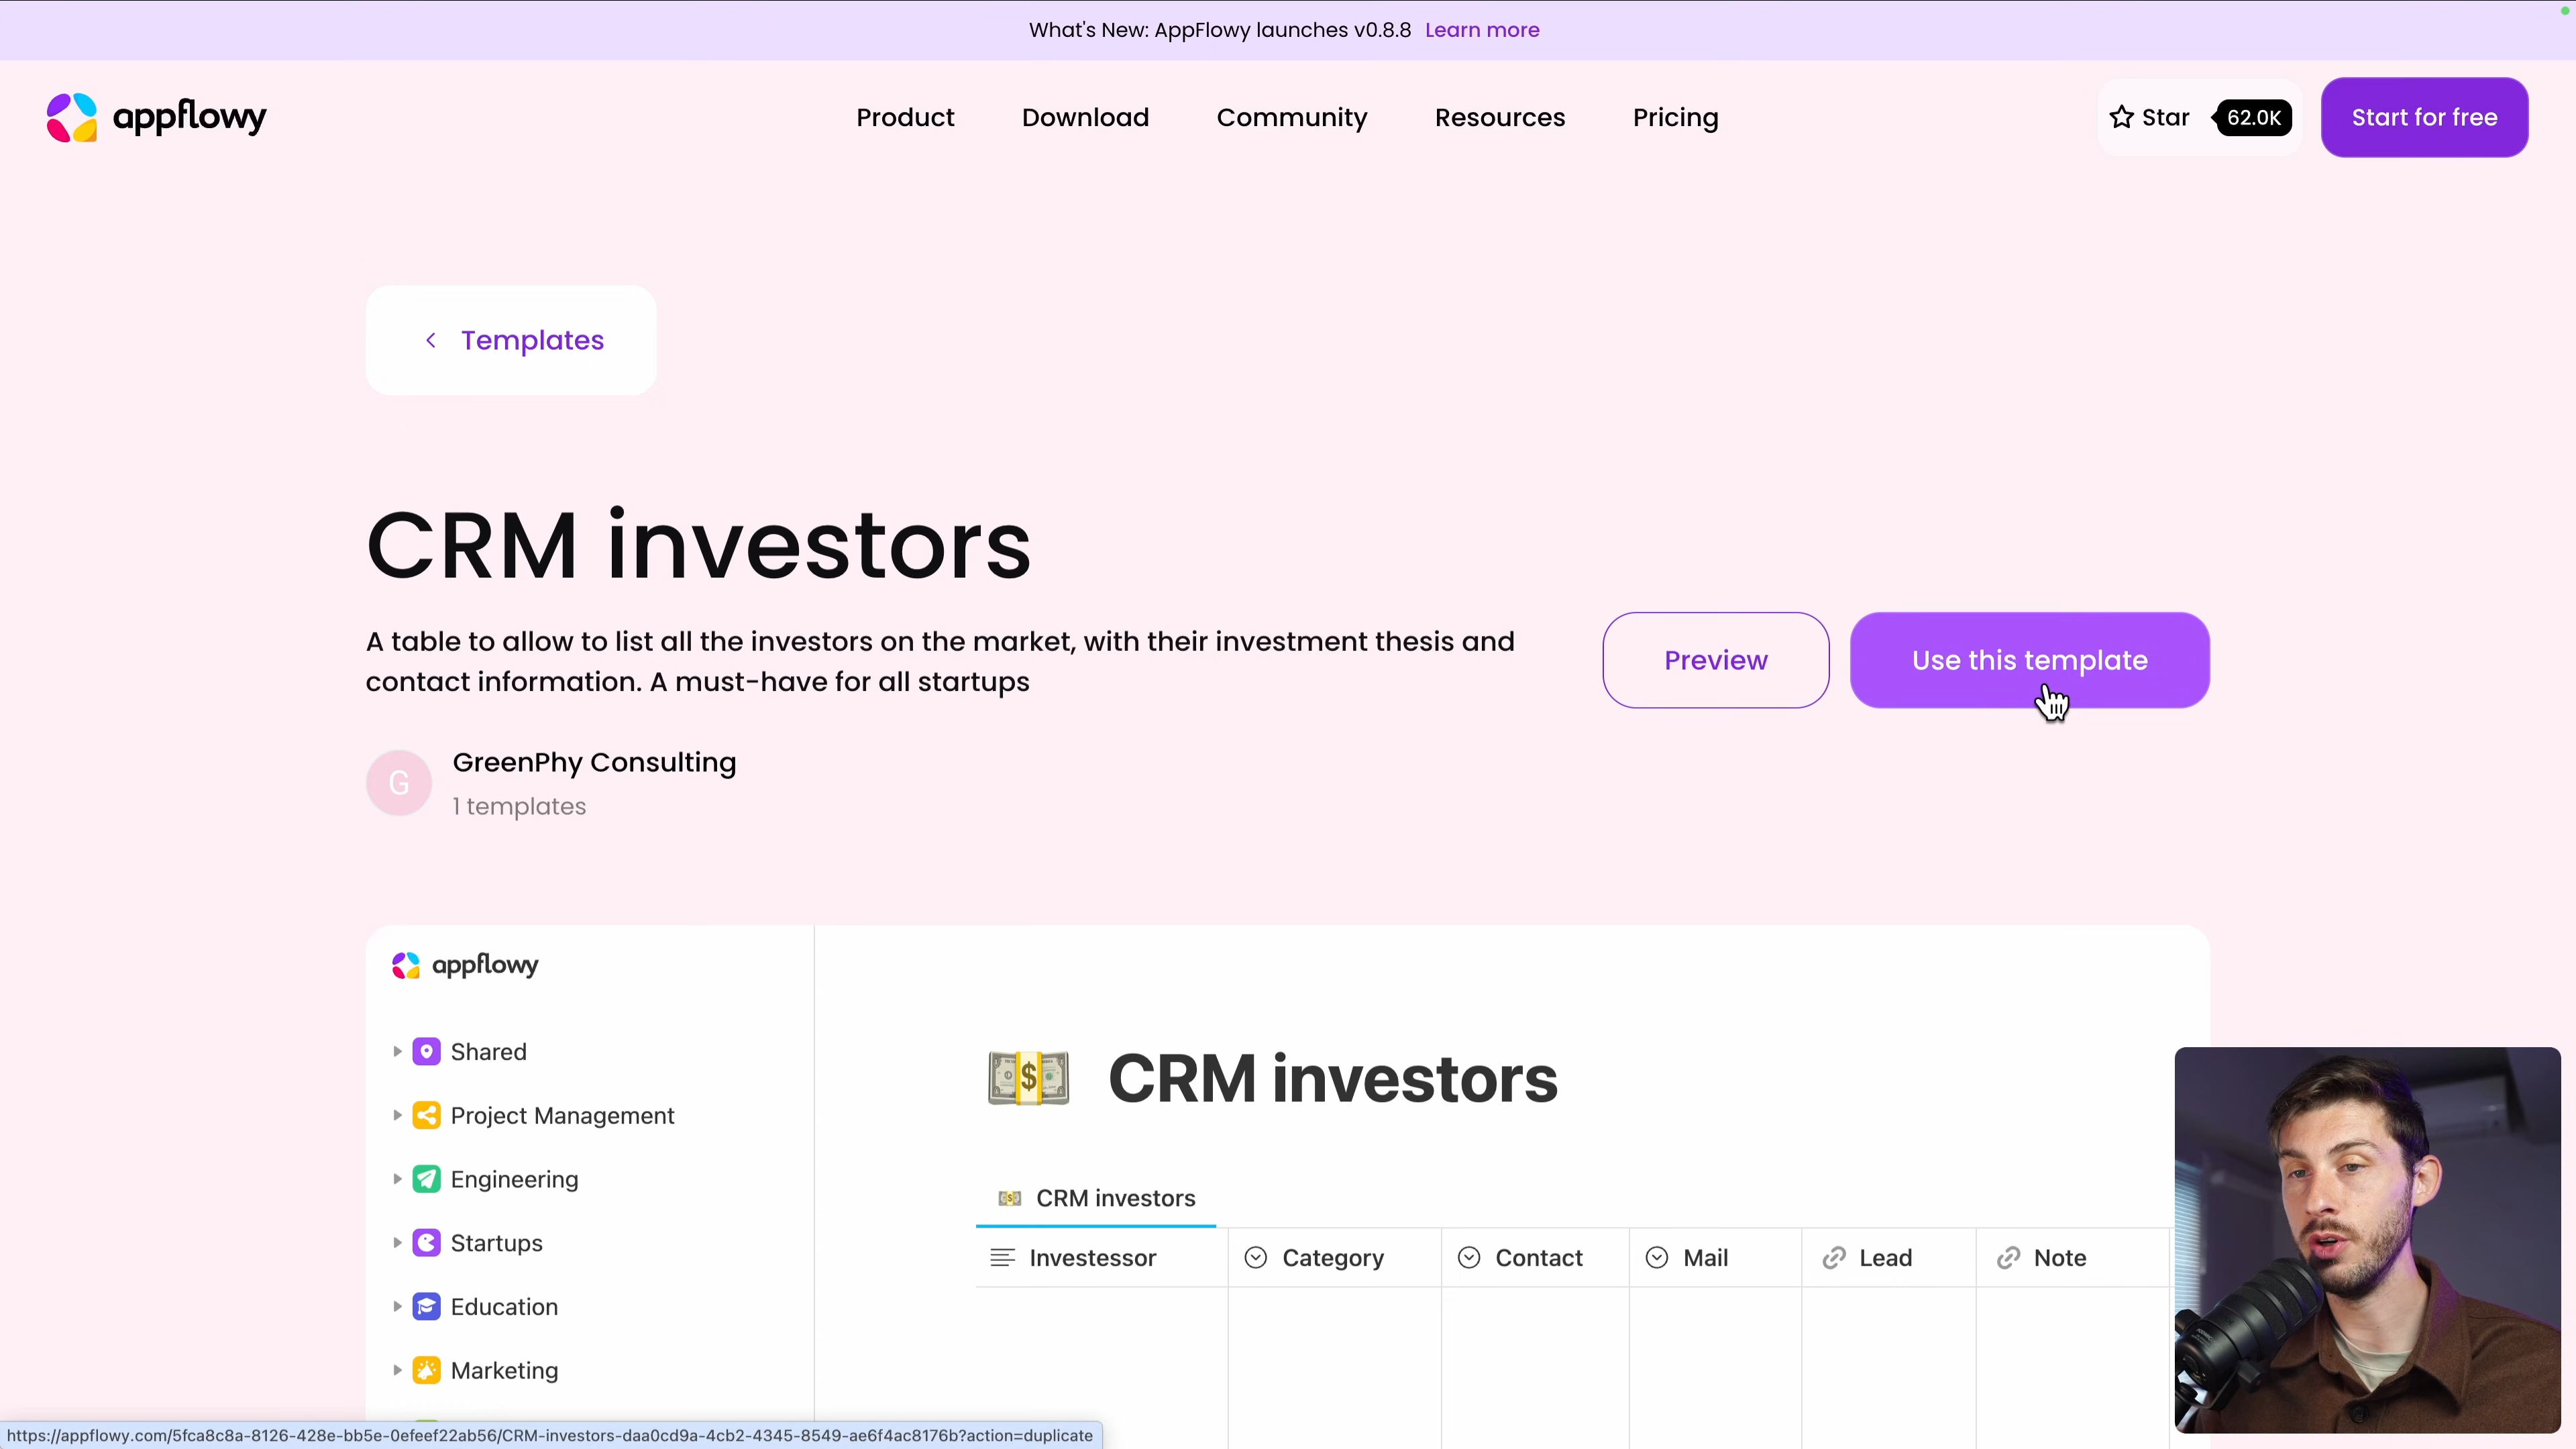 What's New: AppFlowy launches v0.8.8 Learn more
appflowy
Product
Download
Community
Resources
Pricing
Star
62.0K
Start for free
Templates
CRM investors
A table to allow to list all the investors on the market, with their investment thesis and
contact information. A must-have for all startups
Preview
Use this template
G
GreenPhy Consulting
1 templates
appflowy
Shared
Project Management
Engineering
Startups
Education
Marketing
CRM investors
CRM investors
Investessor
Category
Contact
Mail
Lead
Note
https://appflowy.com/5fca8c8a-8126-428e-bb5e-0efeef22ab56/CRM-investors-daa0cd9a-4cb2-4345-8549-ae6f4ac8176b?action=duplicate